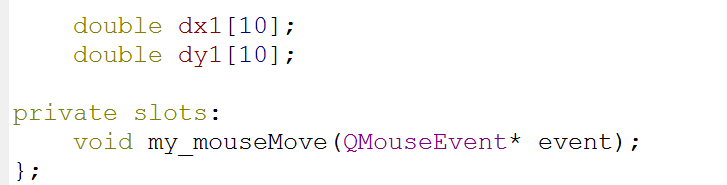 double dx1[10];
double dy1[10];
private slots:
void my_mouseMove(QMouseEvent* event);
};